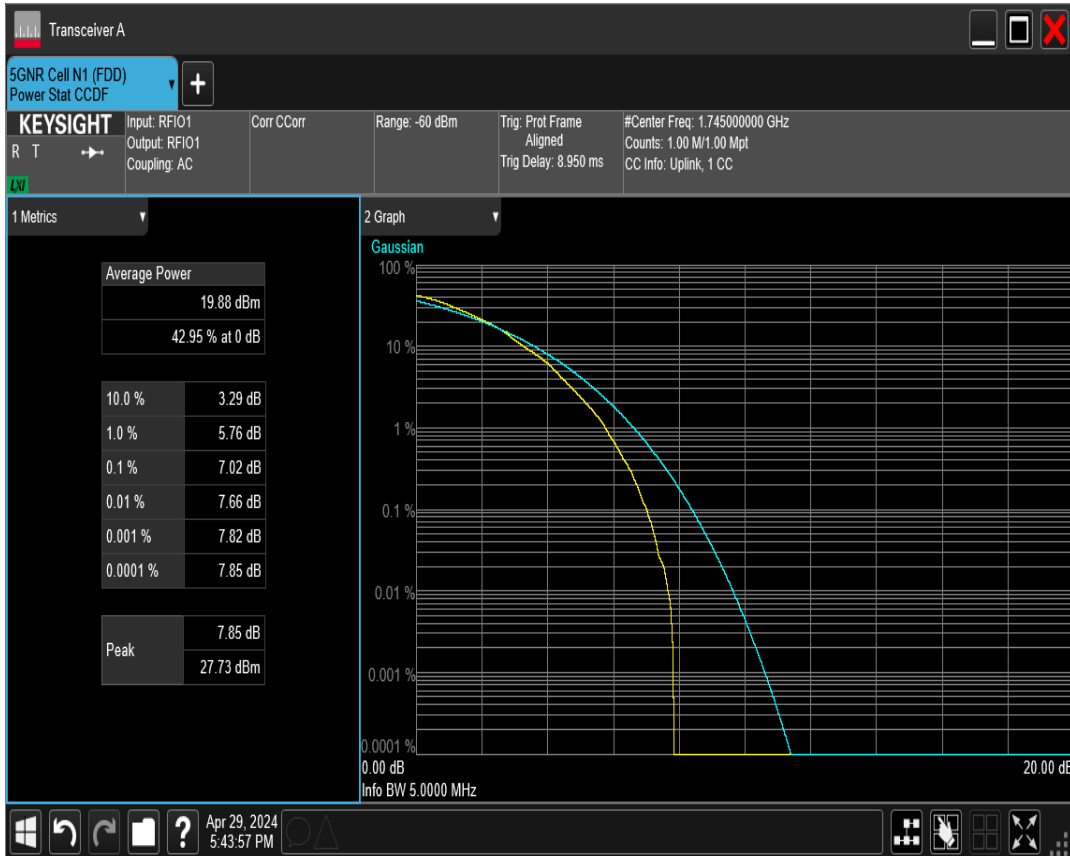 Transceiver A
5GNR Cell N1 (FDD)
Power Stat CCDF
+
KEYSIGHT
R T
LXI
Input: RFIO1
Output: RFIO1
Coupling: AC
Corr CCorr
Range: -60 dBm
Trig: Prot Frame
Aligned
Trig Delay: 8.950 ms
#Center Freq: 1.745000000 GHz
Counts: 1.00 M/1.00 Mpt
CC Info: Uplink, 1 CC
1 Metrics
Average Power
19.88 dBm
42.95 % at 0 dB
10.0 % 3.29 dB
1.0 % 5.76 dB
0.1 % 7.02 dB
0.01 % 7.66 dB
0.001 % 7.82 dB
0.0001 % 7.85 dB
Peak
7.85 dB
27.73 dBm
2 Graph
Gaussian
100 %
10 %
1 %
0.1 %
0.01 %
0.001 %
0.0001 %
0.00 dB 20.00 dB
Info BW 5.0000 MHz
?
Apr 29, 2024
5:43:57 PM